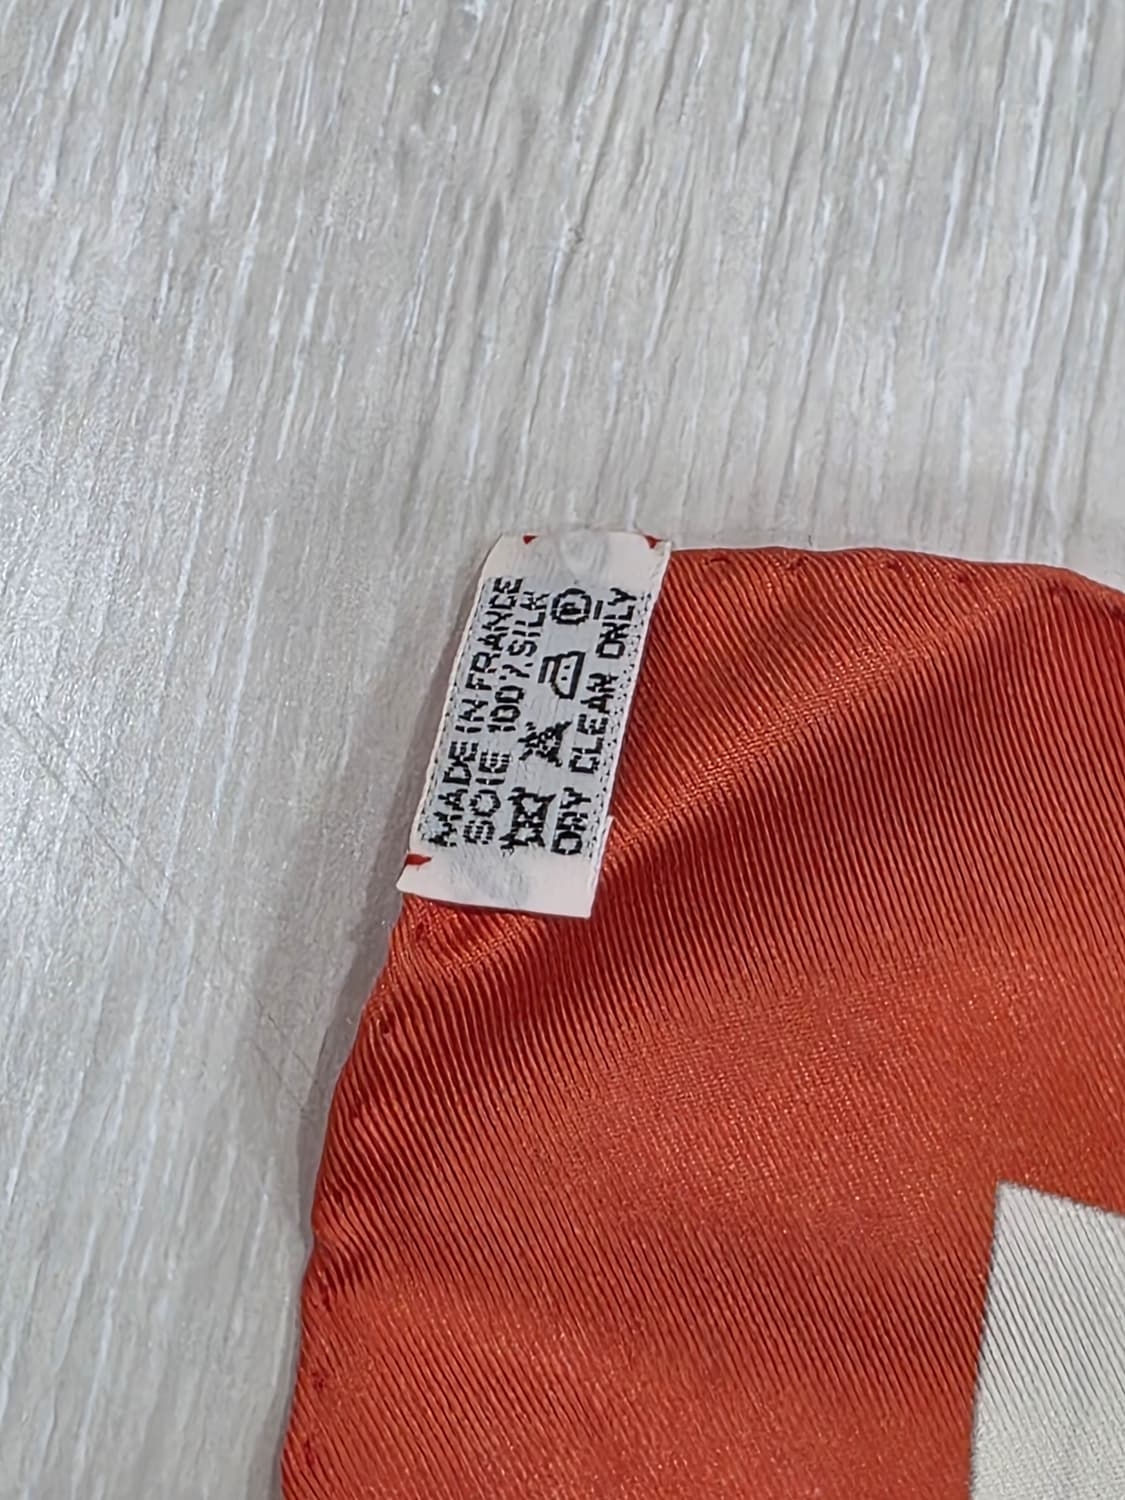 MADE IN FRANCE
SOIE 100% SILK
P
DRY CLEAN ONLY